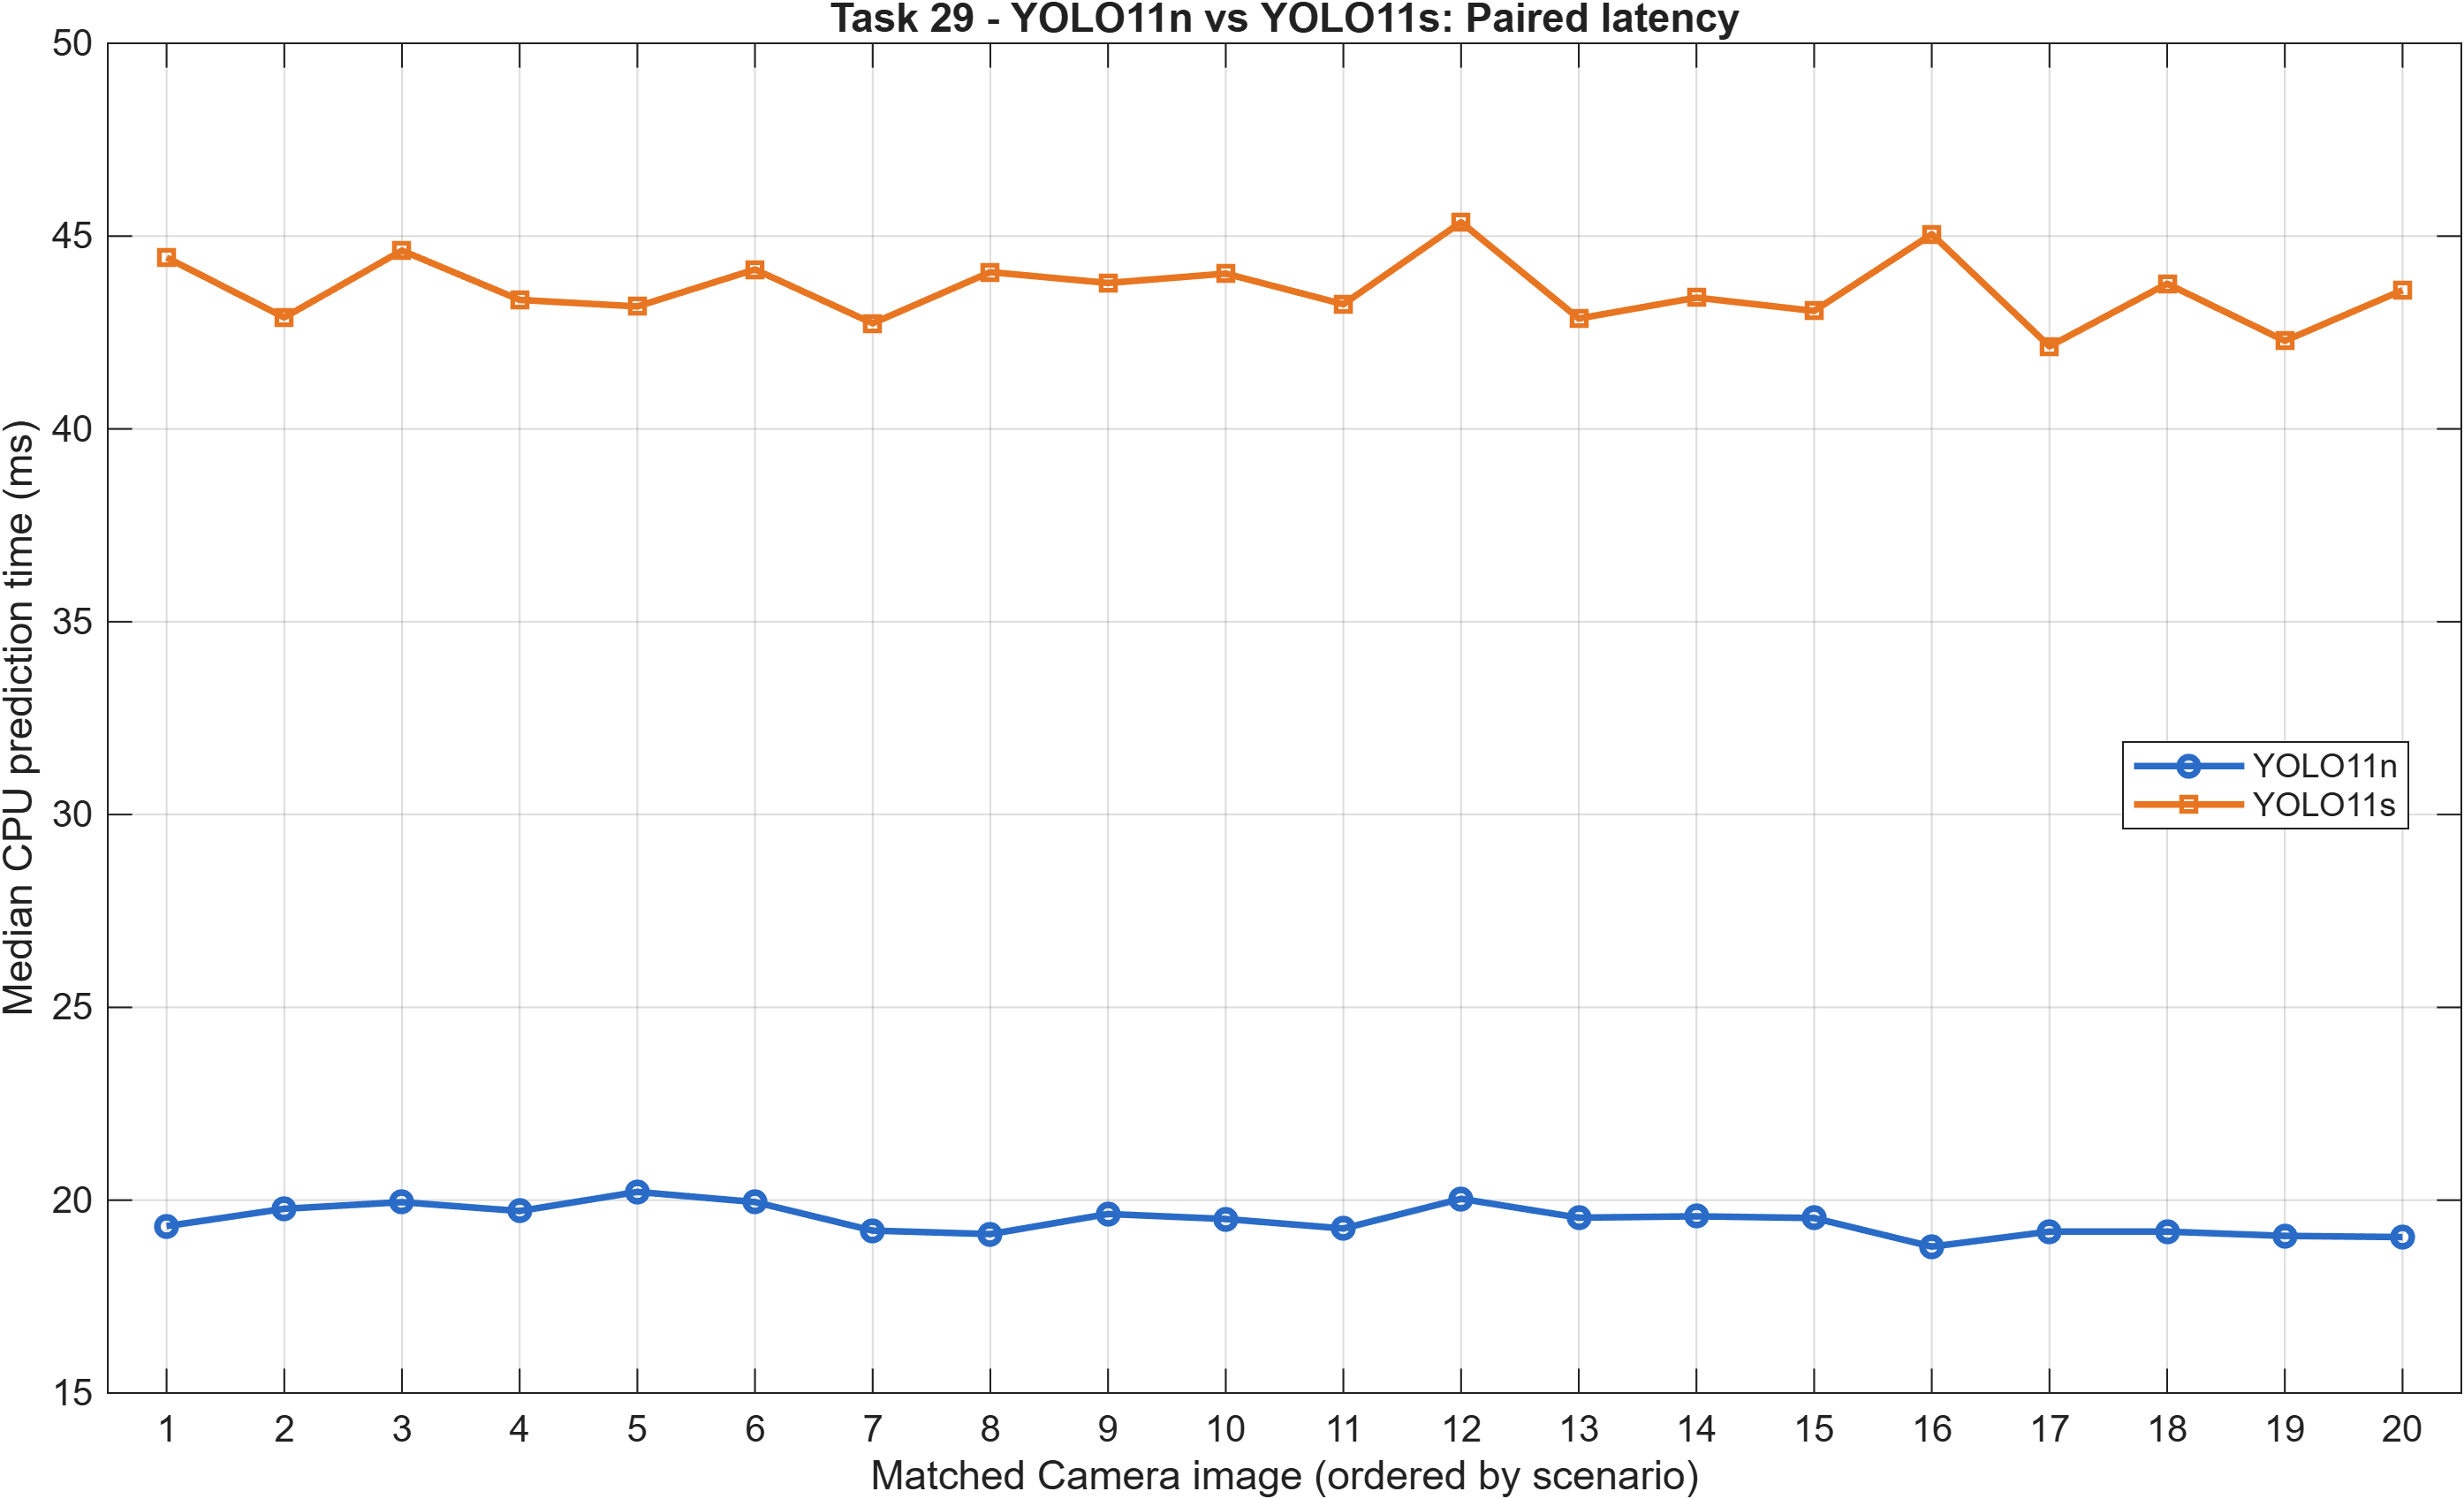 Task 29 - YOLO11n vs YOLO11s: Paired latency
Median CPU prediction time (ms)
50
45
40
35
30
25
20
15
YOLO11n
YOLO11s
1 2 3 4 5 6 7 8 9 10 11 12 13 14 15 16 17 18 19 20
Matched Camera image (ordered by scenario)